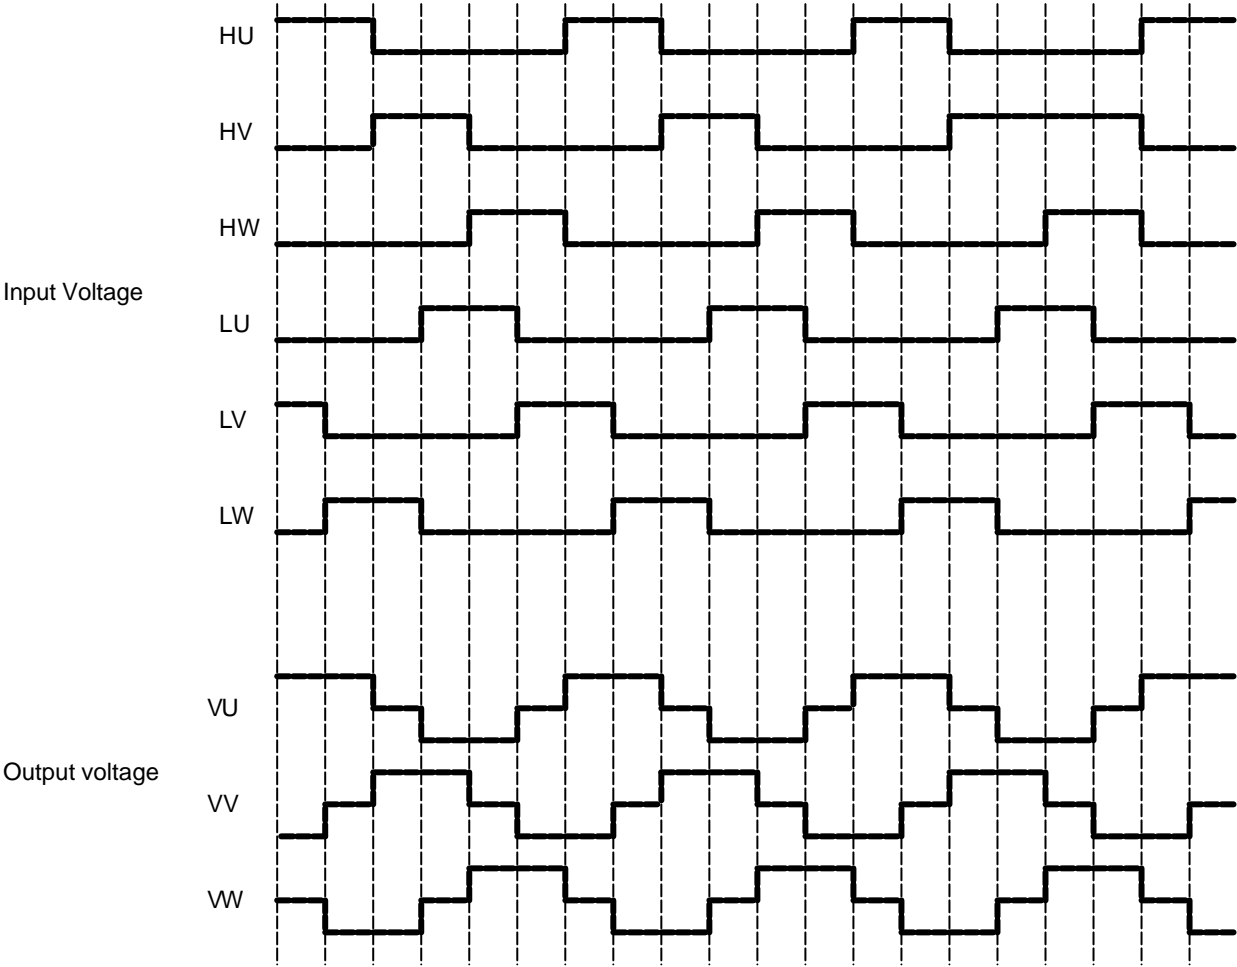 HU
HV
HW
Input Voltage
LU
LV
LW
VU
Output voltage
VV
VW